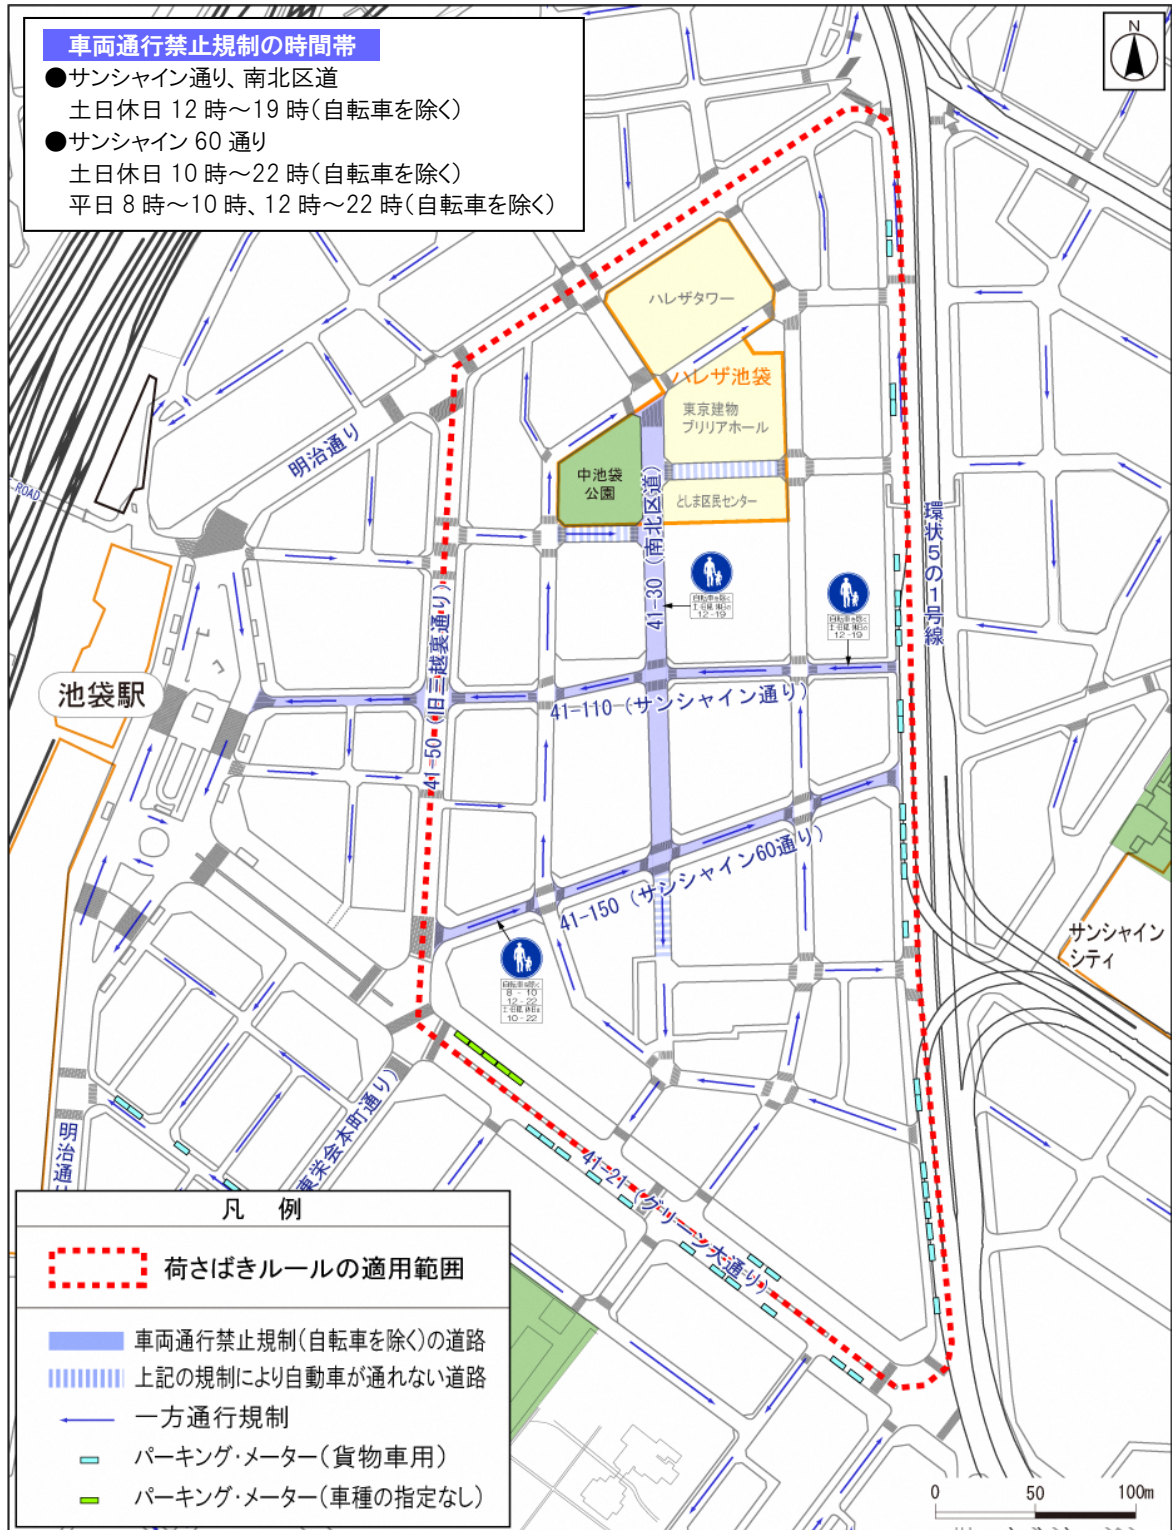 車両通行禁止規制の時間帯
●サンシャイン通り、南北区道
土日休日 12 時～19 時(自転車を除く)
●サンシャイン 60 通り
土日休日 10 時～22 時(自転車を除く)
平日 8 時～10 時、12 時～22 時(自転車を除く)
N
ハレザタワー
ハレザ池袋
東京建物
ブリリアホール
明治通り
中池袋
公園
としま区民センター
ROAD
環状5の1号線
41-30 (南北区道)
12-19
12-19
41-50 (旧三越裏通り)
池袋駅
41-110 (サンシャイン通り)
41-150 (サンシャイン60通り)
サンシャイン
シティ
8 - 10
12 - 22
10 - 22
東栄会本町通り)
明治通り
41-21 (グリーン大通り)
凡 例
荷さばきルールの適用範囲
車両通行禁止規制(自転車を除く)の道路
上記の規制により自動車が通れない道路
一方通行規制
パーキング・メーター(貨物車用)
パーキング・メーター(車種の指定なし)
0 50 100m